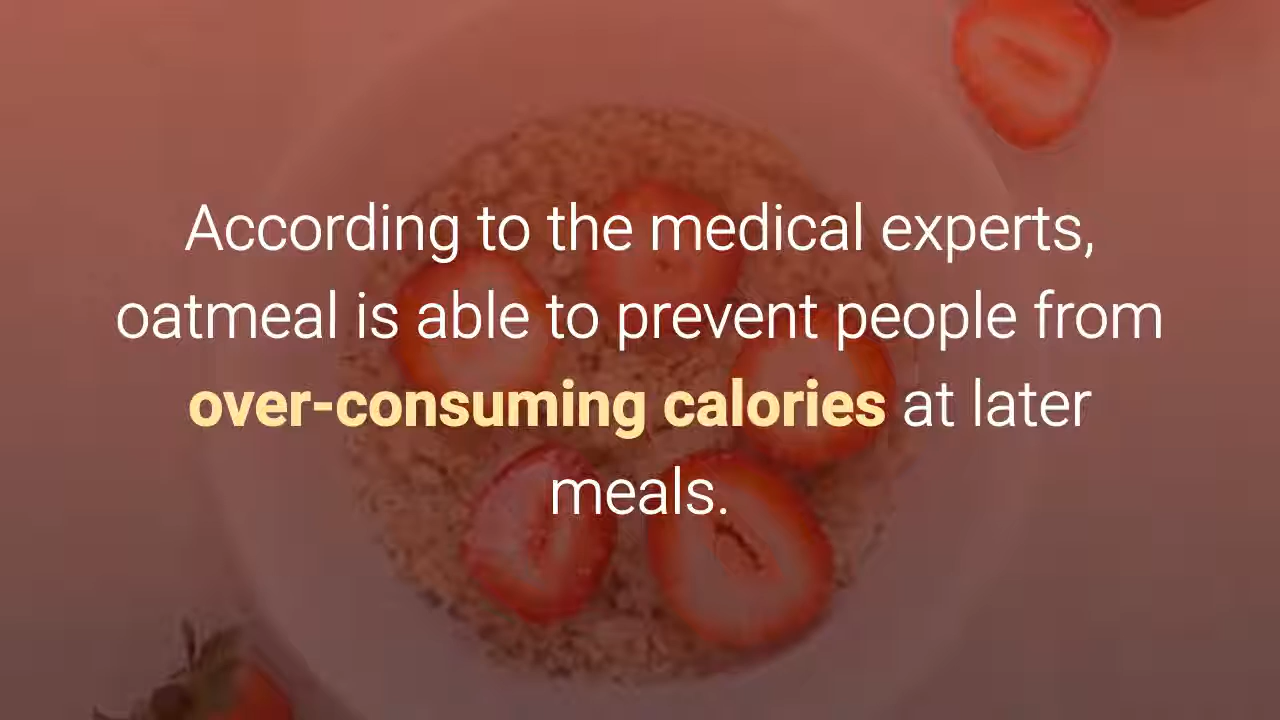 According to the medical experts,
oatmeal is able to prevent people from
over-consuming calories at later
meals.